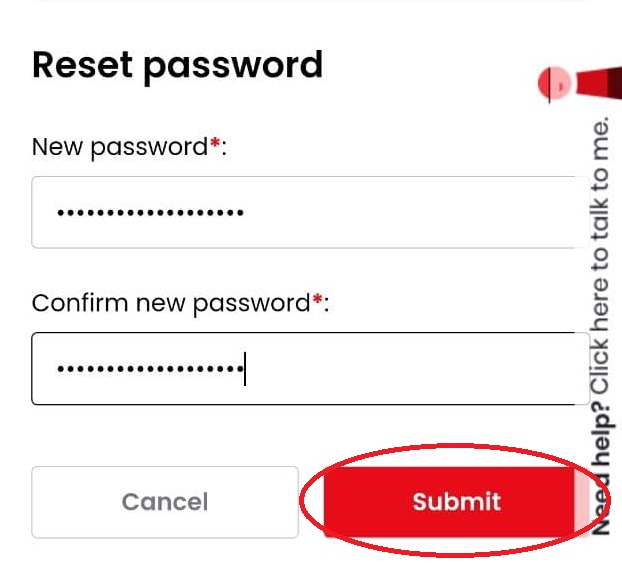 Reset password
New password*:
••••••••••••••••••••
Confirm new password*:
••••••••••••••••••••
Cancel
Submit
Need help? Click here to talk to me.